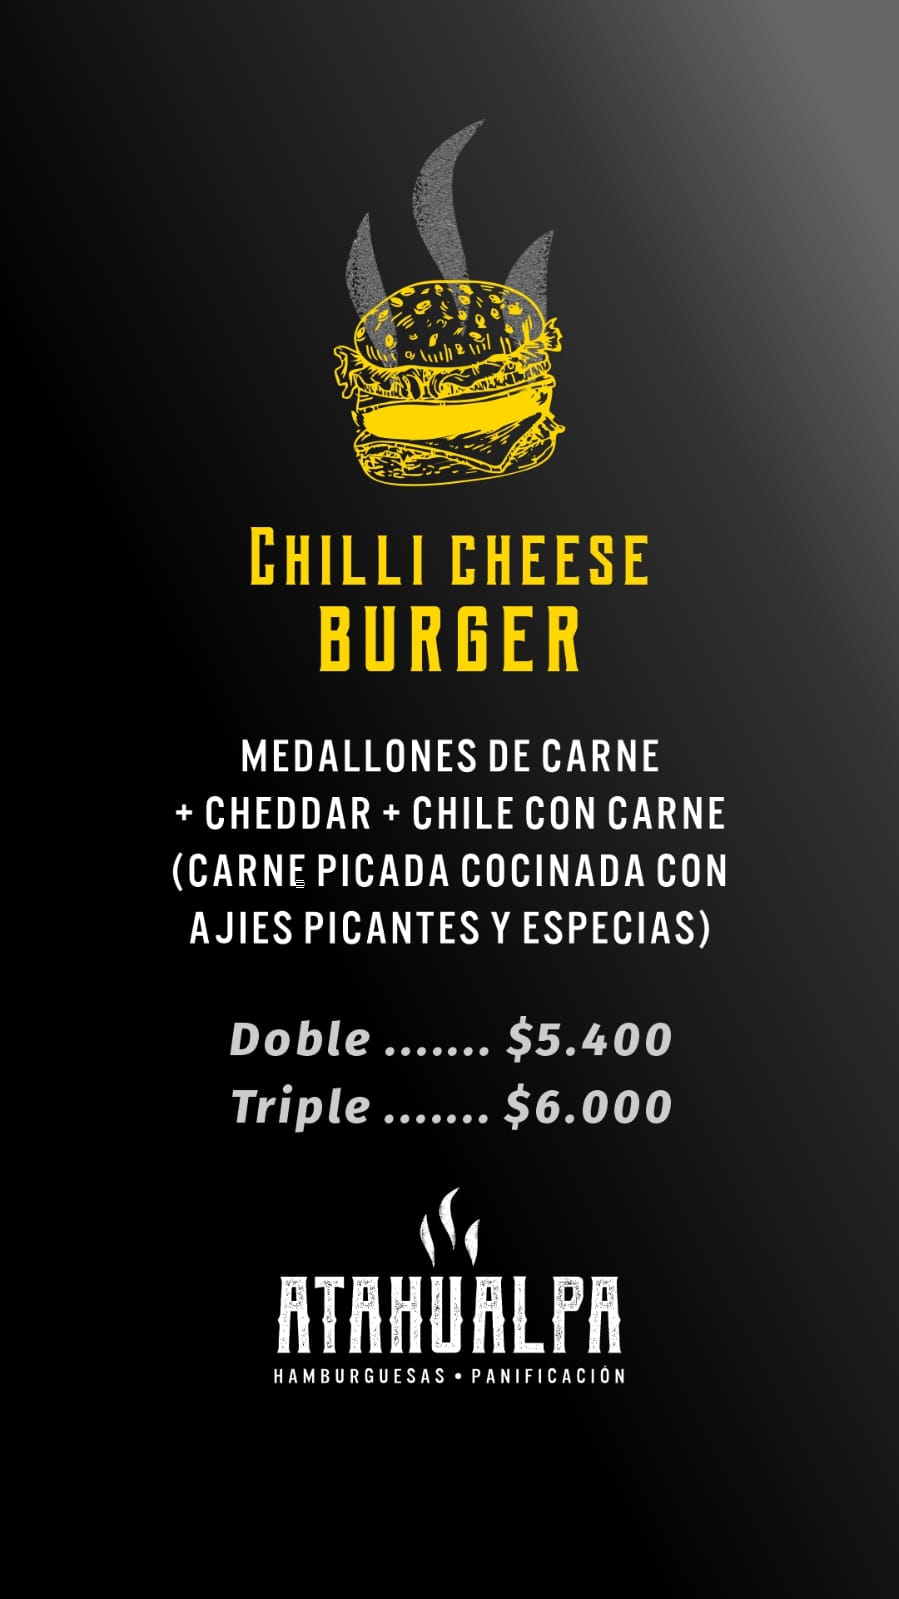 CHILLI CHEESE
BURGER
MEDALLONES DE CARNE
+ CHEDDAR + CHILE CON CARNE
(CARNE PICADA COCINADA CON
AJIES PICANTES Y ESPECIAS)
Doble ....... $5.400
Triple ....... $6.000
ATAHUALPA
HAMBURGUESAS • PANIFICACIÓN